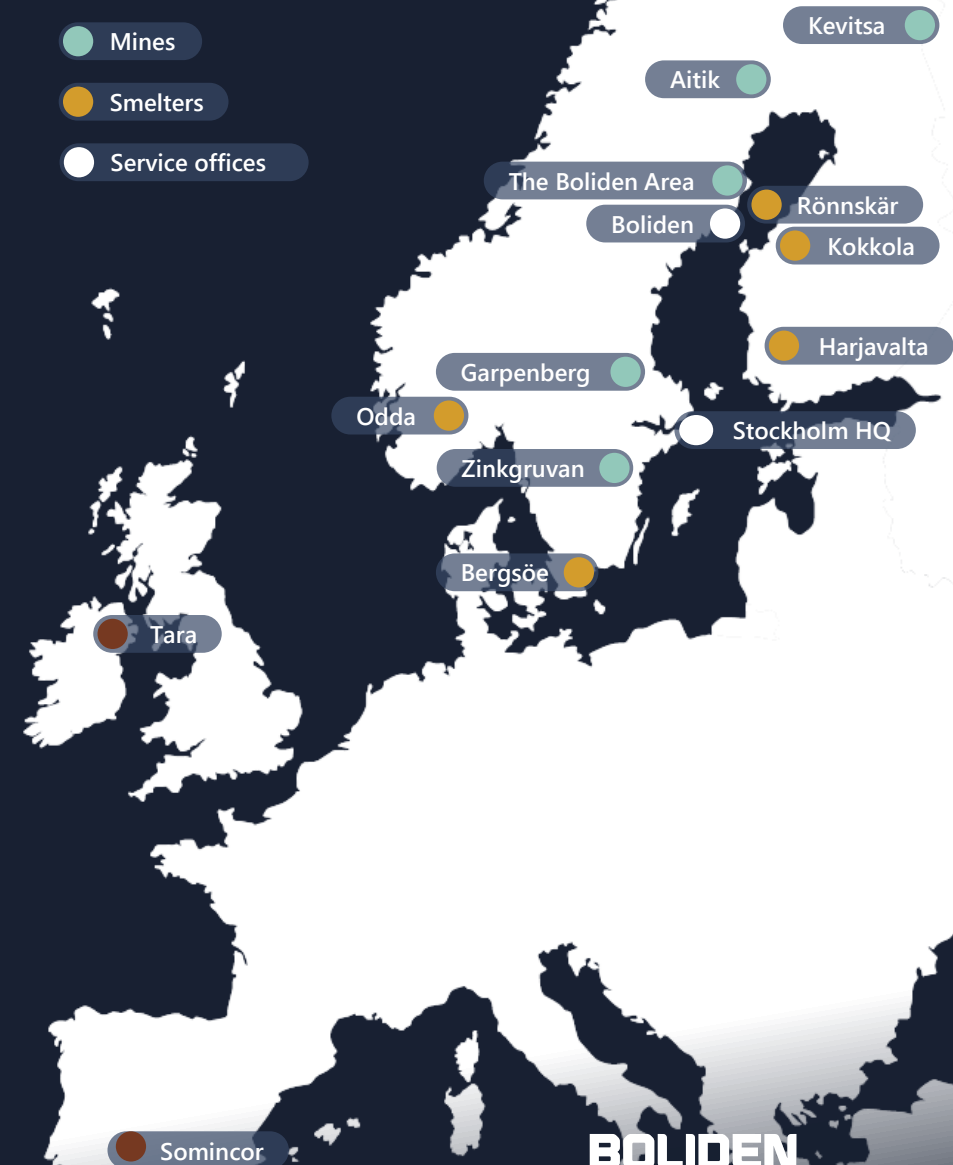 Mines
Smelters
Service offices
Kevitsa
Aitik
The Boliden Area
Rönnskär
Boliden
Kokkola
Harjavalta
Garpenberg
Odda
Stockholm HQ
Zinkgruvan
Bergsöe
Tara
Somincor
BOLIDEN